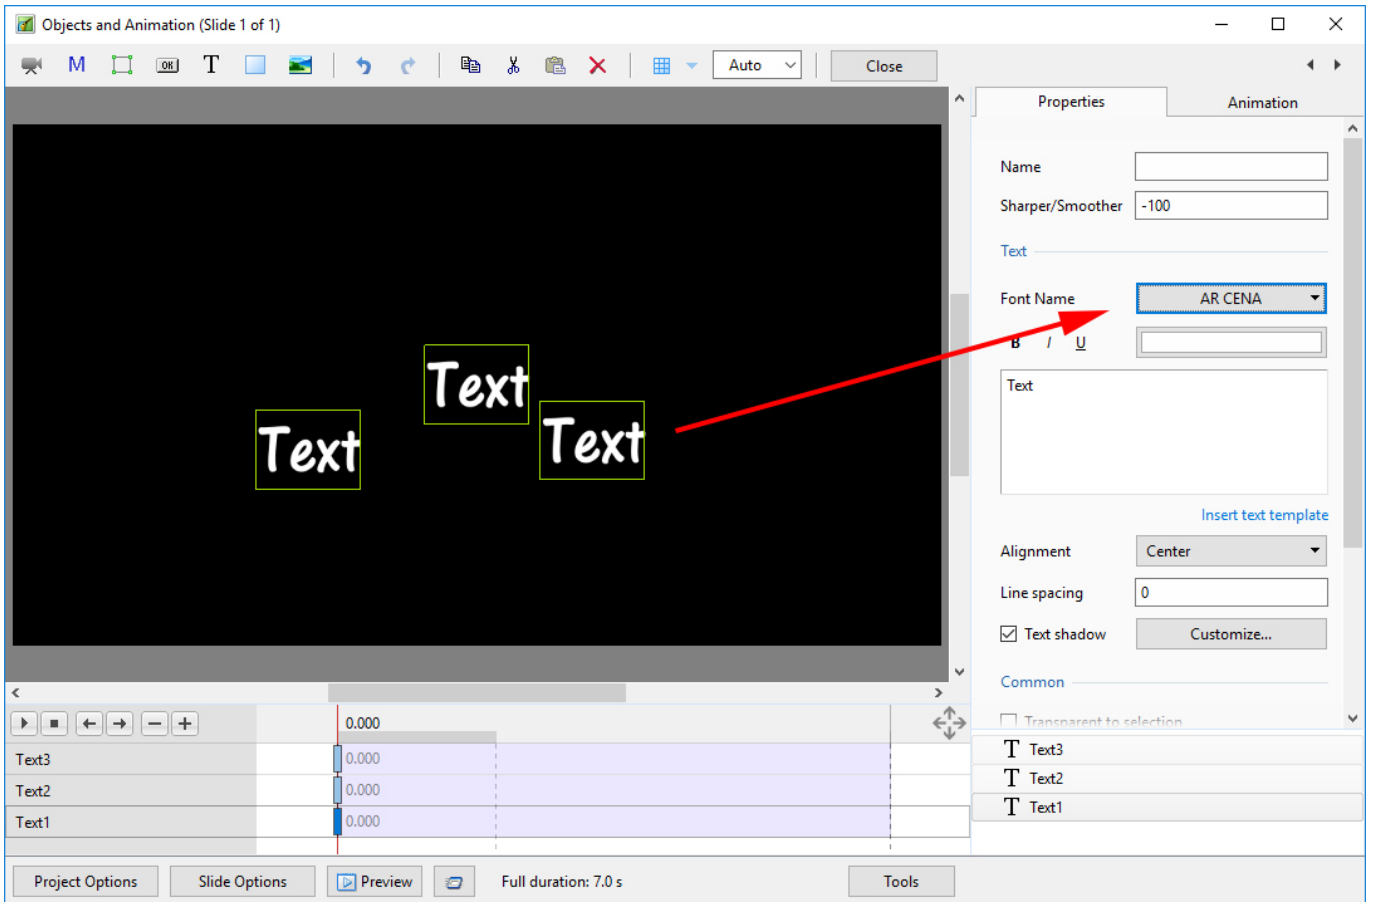 Objects and Animation (Slide 1 of 1)
M OK T Auto Close
Properties Animation
Name
Sharper/Smoother -100
Text
Font Name AR CENA
B I U
Text
Insert text template
Alignment Center
Line spacing 0
Text shadow Customize...
Common
Transparent to selection
Text
Text
Text
0.000
Text3 0.000
Text2 0.000
Text1 0.000
T Text3
T Text2
T Text1
Project Options Slide Options Preview Full duration: 7.0 s Tools